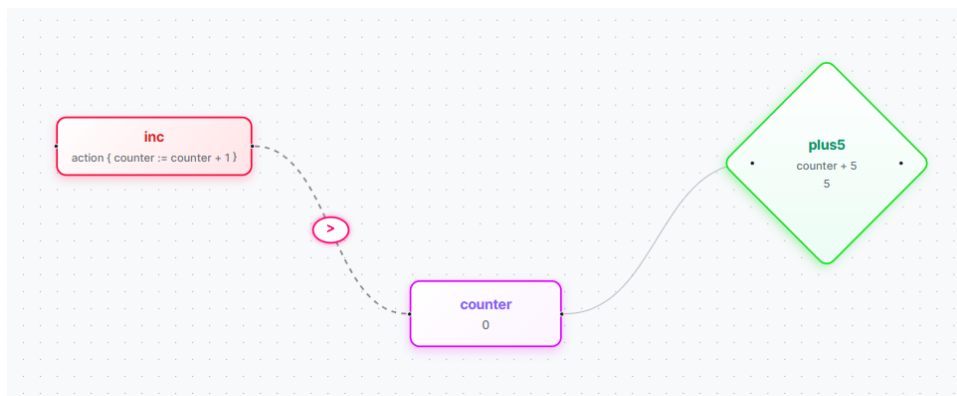 inc
action { counter := counter + 1 }
>
counter
0
plus5
counter + 5
5